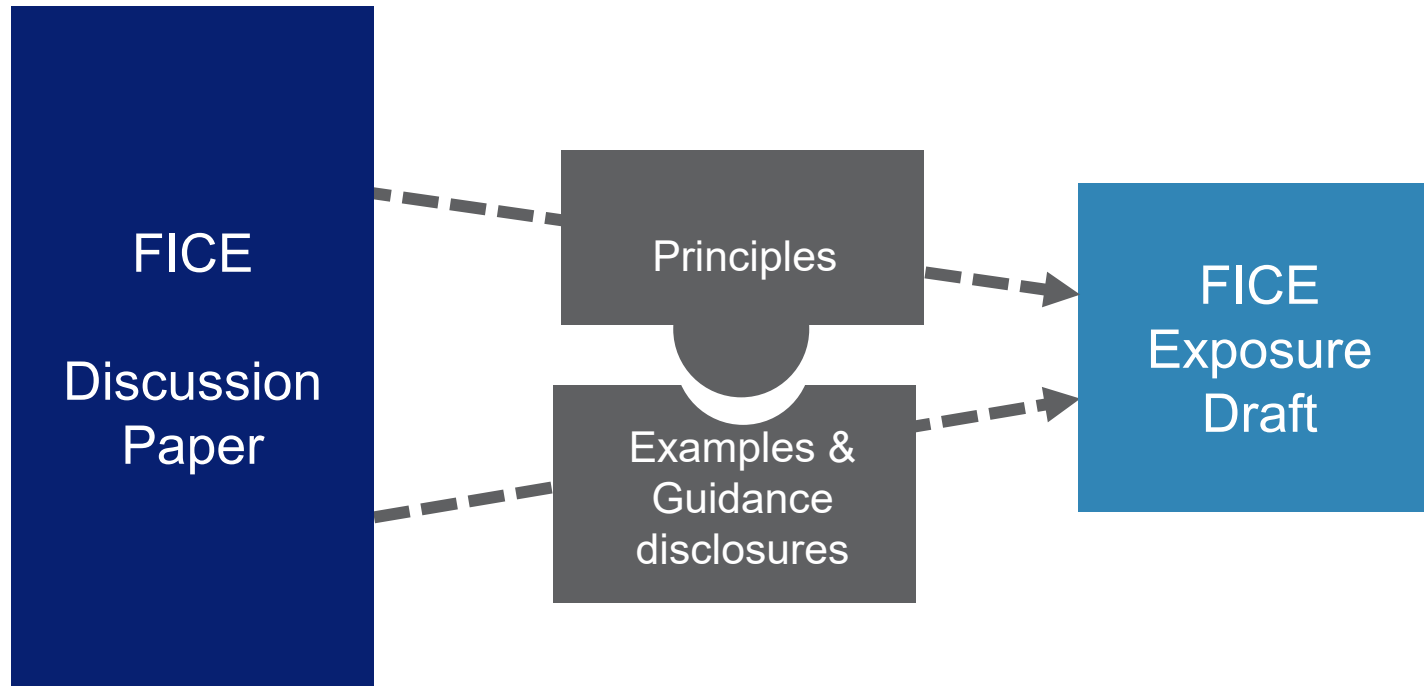 FICE
Discussion
Paper
Principles
Examples &
Guidance
disclosures
FICE
Exposure
Draft